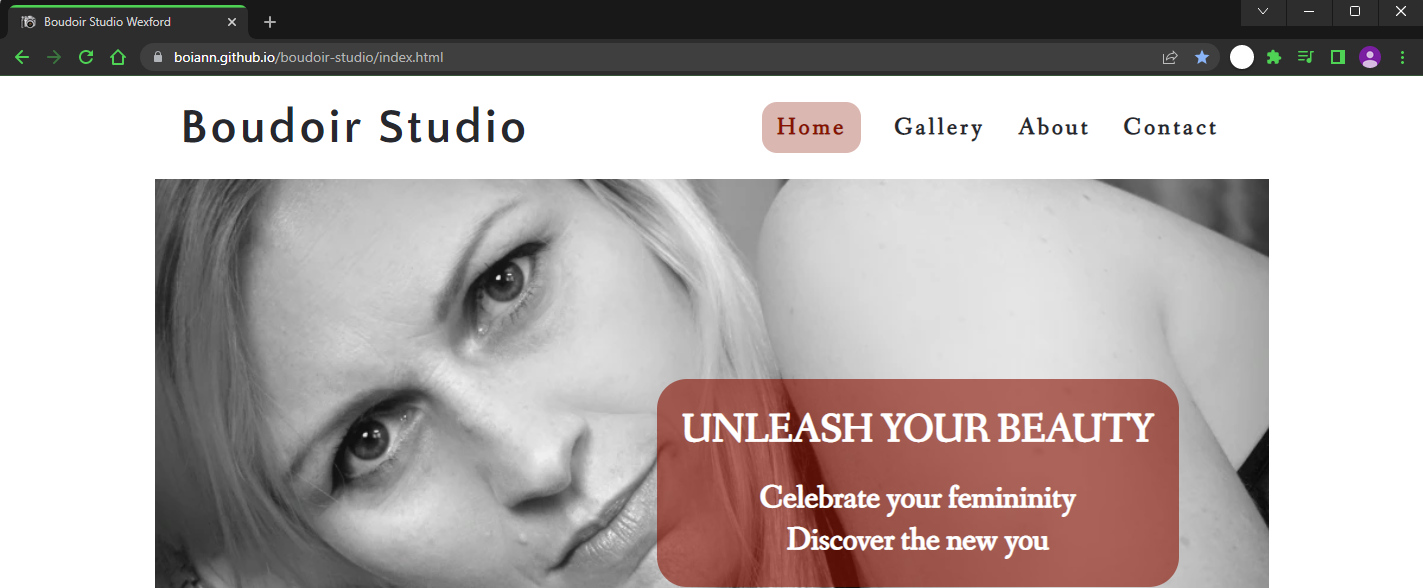 Boudoir Studio Wexford
boiann.github.io/boudoir-studio/index.html
Boudoir Studio
Home Gallery About Contact
UNLEASH YOUR BEAUTY
Celebrate your femininity
Discover the new you